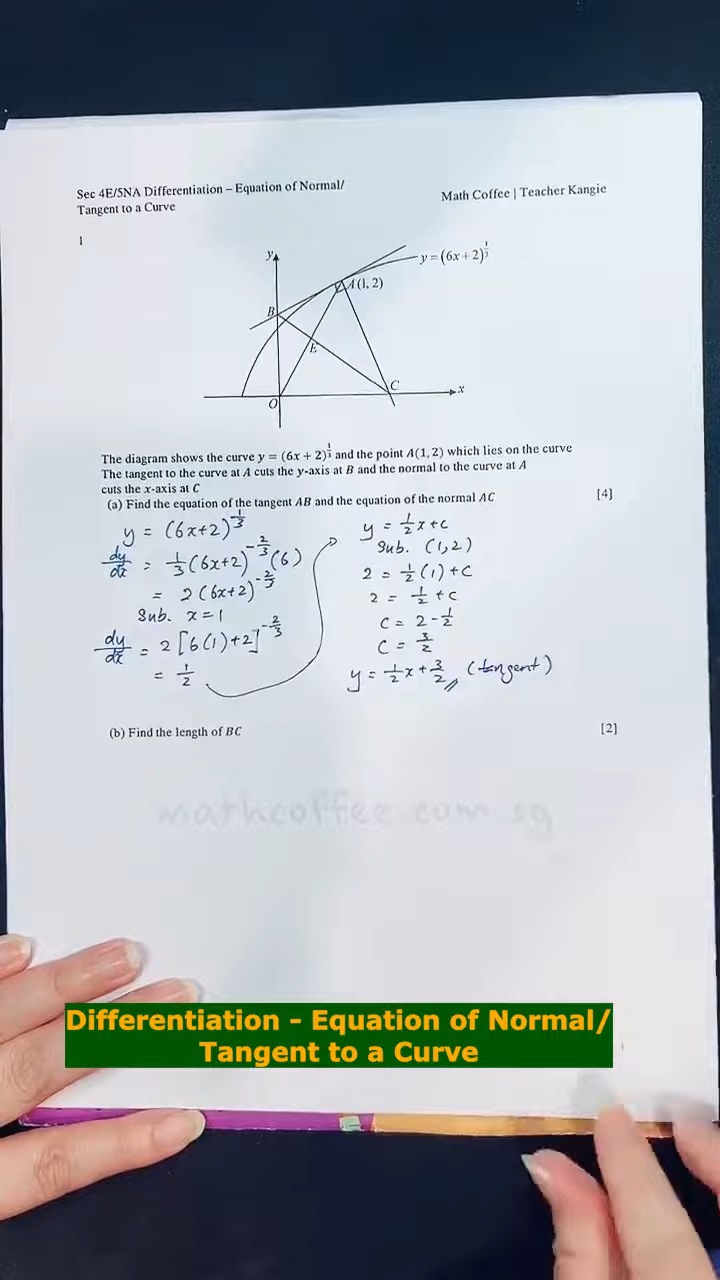 Sec 4E/5NA Differentiation – Equation of Normal/
Tangent to a Curve
Math Coffee | Teacher Kangie
1
y
y = (6x + 2)^{1/3}
A (1, 2)
B
E
C
x
O
The diagram shows the curve y = (6x + 2)^{1/3} and the point A(1, 2) which lies on the curve
The tangent to the curve at A cuts the y-axis at B and the normal to the curve at A
cuts the x-axis at C
(a) Find the equation of the tangent AB and the equation of the normal AC
[4]
y = (6x+2)^{1/3}
dy/dx = 1/3 (6x+2)^{-2/3} (6)
= 2 (6x+2)^{-2/3}
Sub. x = 1
dy/dx = 2 [6(1)+2]^{-2/3}
= 1/2
y = 1/2 x + c
Sub. (1,2)
2 = 1/2 (1) + c
2 = 1/2 + c
c = 2 - 1/2
c = 3/2
y = 1/2 x + 3/2 (tangent)
(b) Find the length of BC
[2]
mathcoffee.com.sg
Differentiation - Equation of Normal/
Tangent to a Curve